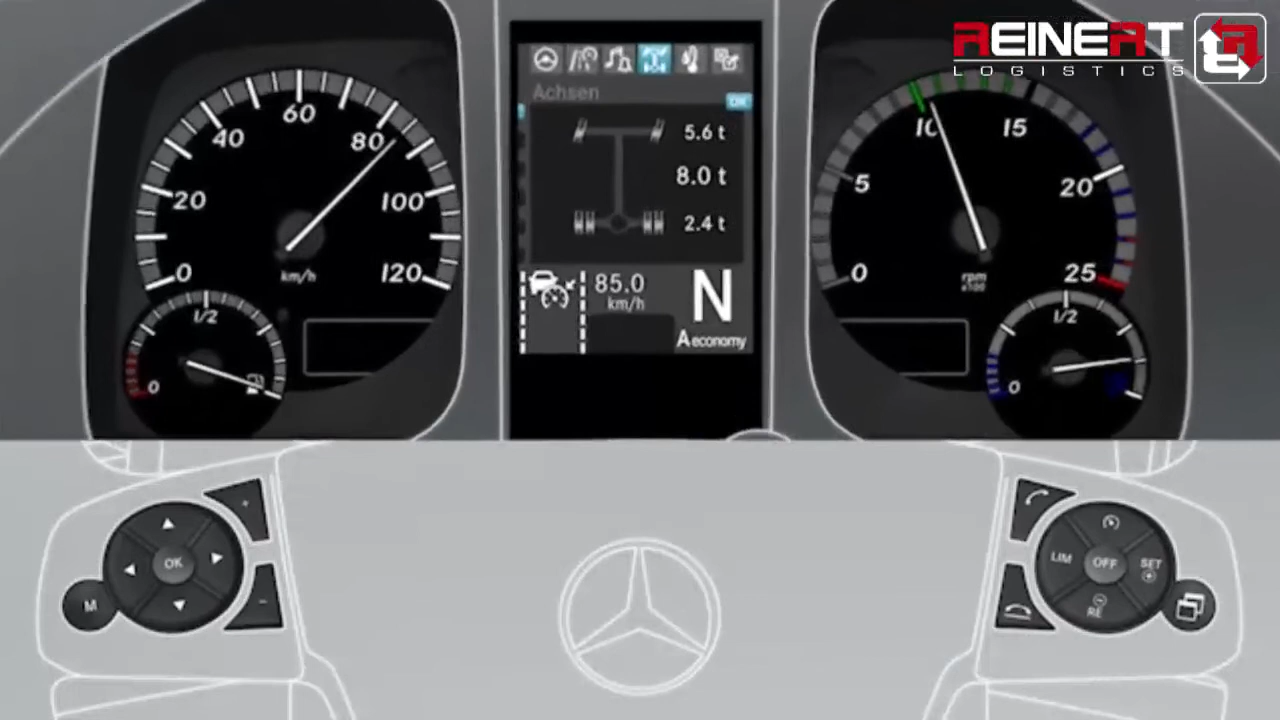 REINERT
LOGISTICS
Achsen
OK
5.6 t
8.0 t
2.4 t
85.0
km/h
N
A economy
0
20
40
60
80
100
120
km/h
0
1/2
0
5
10
15
20
25
rpm
x100
0
1/2
+
-
OK
M
LIM
OFF
SET
+
-
RE